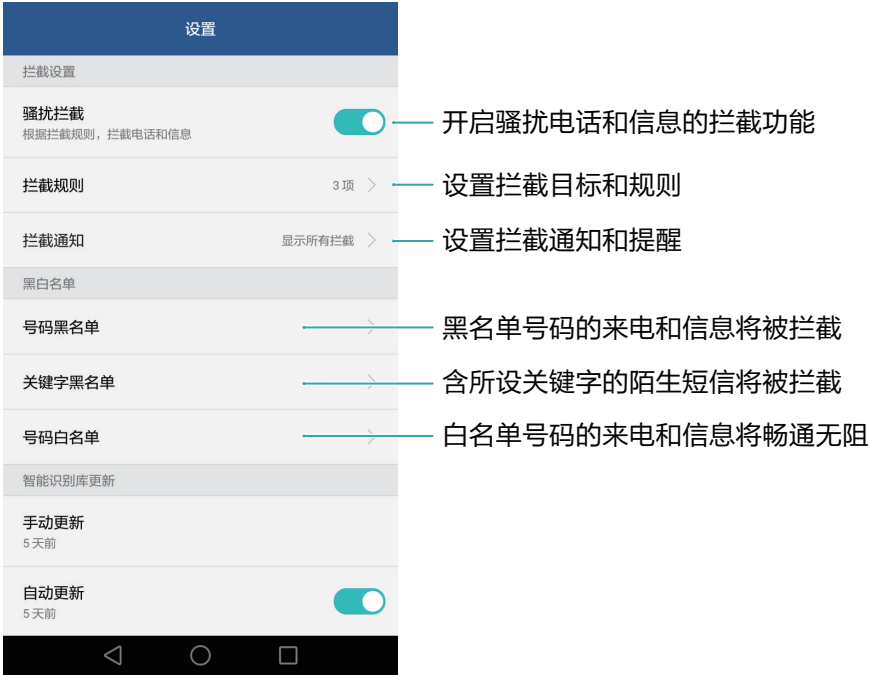 设置
拦截设置
骚扰拦截
根据拦截规则，拦截电话和信息
开启骚扰电话和信息的拦截功能
拦截规则
3 项
设置拦截目标和规则
拦截通知
显示所有拦截
设置拦截通知和提醒
黑白名单
号码黑名单
黑名单号码的来电和信息将被拦截
关键字黑名单
含所设关键字的陌生短信将被拦截
号码白名单
白名单号码的来电和信息将畅通无阻
智能识别库更新
手动更新
5 天前
自动更新
5 天前